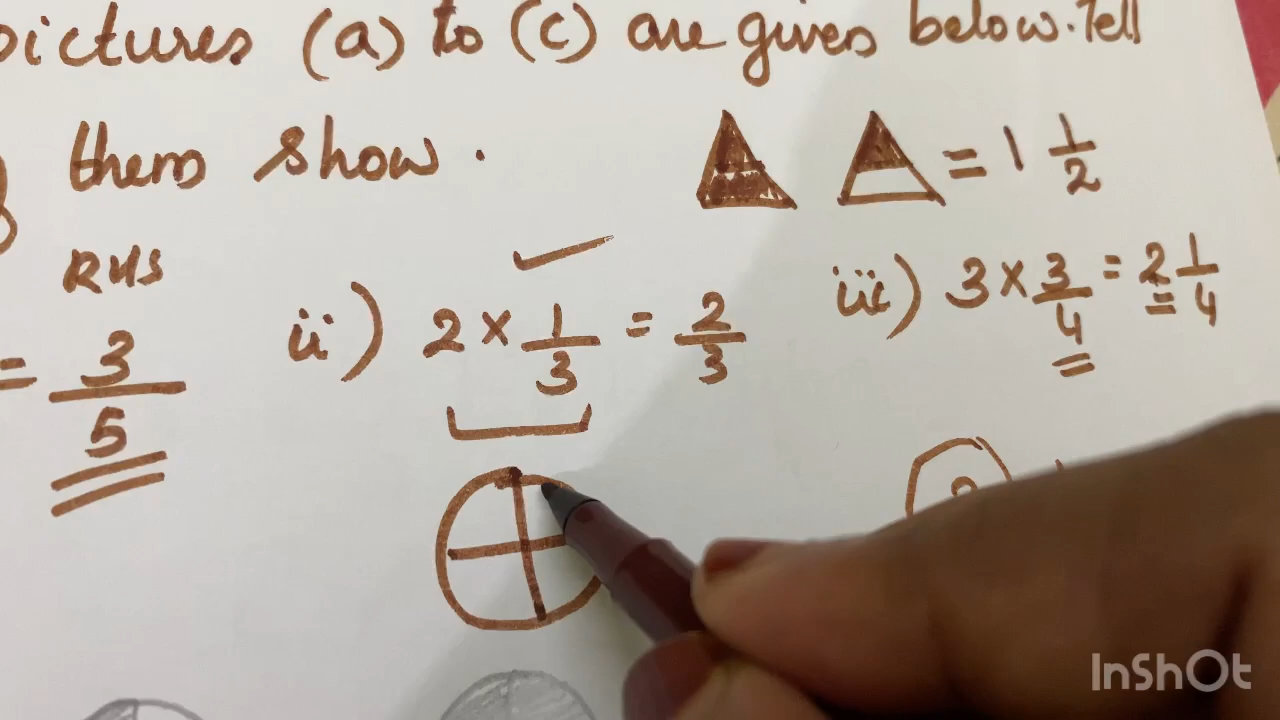 pictures (a) to (c) are given below. Tell
them show.
= 1 1/2
RHS
= 3/5
ii) 2 × 1/3 = 2/3
iii) 3 × 3/4 = 2 1/4
InShOt